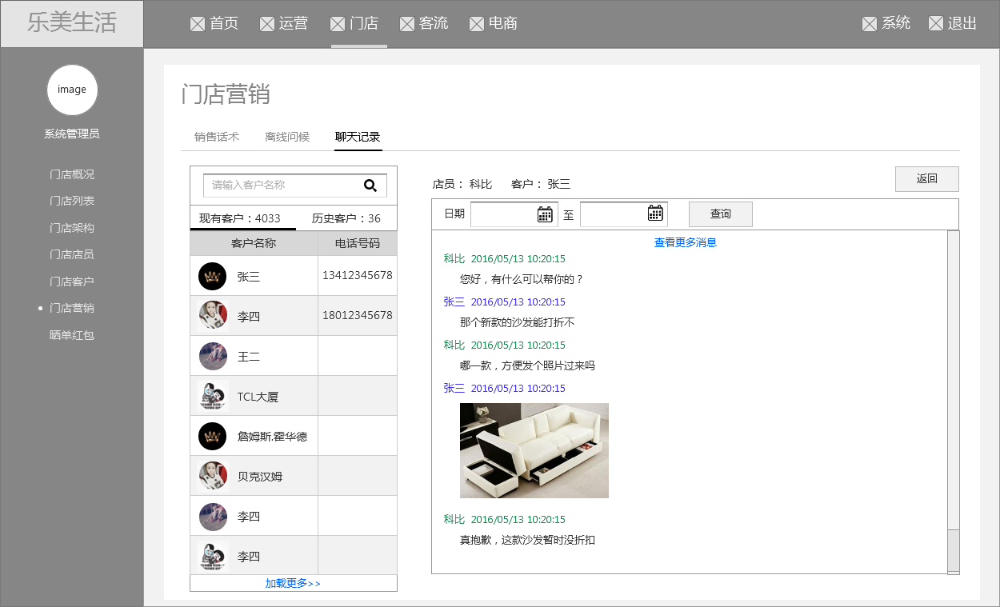 乐美生活
首页 运营 门店 客流 电商 系统 退出
image
系统管理员
门店概况
门店列表
门店架构
门店店员
门店客户
门店营销
晒单红包
门店营销
销售话术 离线问候 聊天记录
请输入客户名称
现有客户：4033 历史客户：36
客户名称 电话号码
张三 13412345678
李四 18012345678
王二
TCL大厦
詹姆斯.霍华德
贝克汉姆
李四
李四
加载更多>>
店员： 科比 客户： 张三 返回
日期 至 查询
查看更多消息
科比 2016/05/13 10:20:15
您好，有什么可以帮你的？
张三 2016/05/13 10:20:15
那个新款的沙发能打折不
科比 2016/05/13 10:20:15
哪一款，方便发个照片过来吗
张三 2016/05/13 10:20:15
科比 2016/05/13 10:20:15
真抱歉，这款沙发暂时没折扣